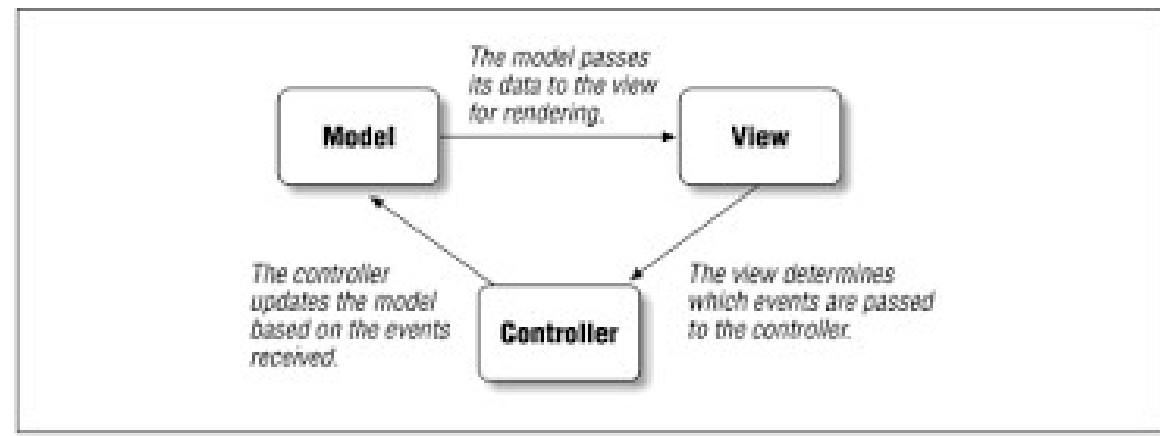 The model passes
its data to the view
for rendering.
Model
View
The controller
updates the model
based on the events
received.
Controller
The view determines
which events are passed
to the controller.